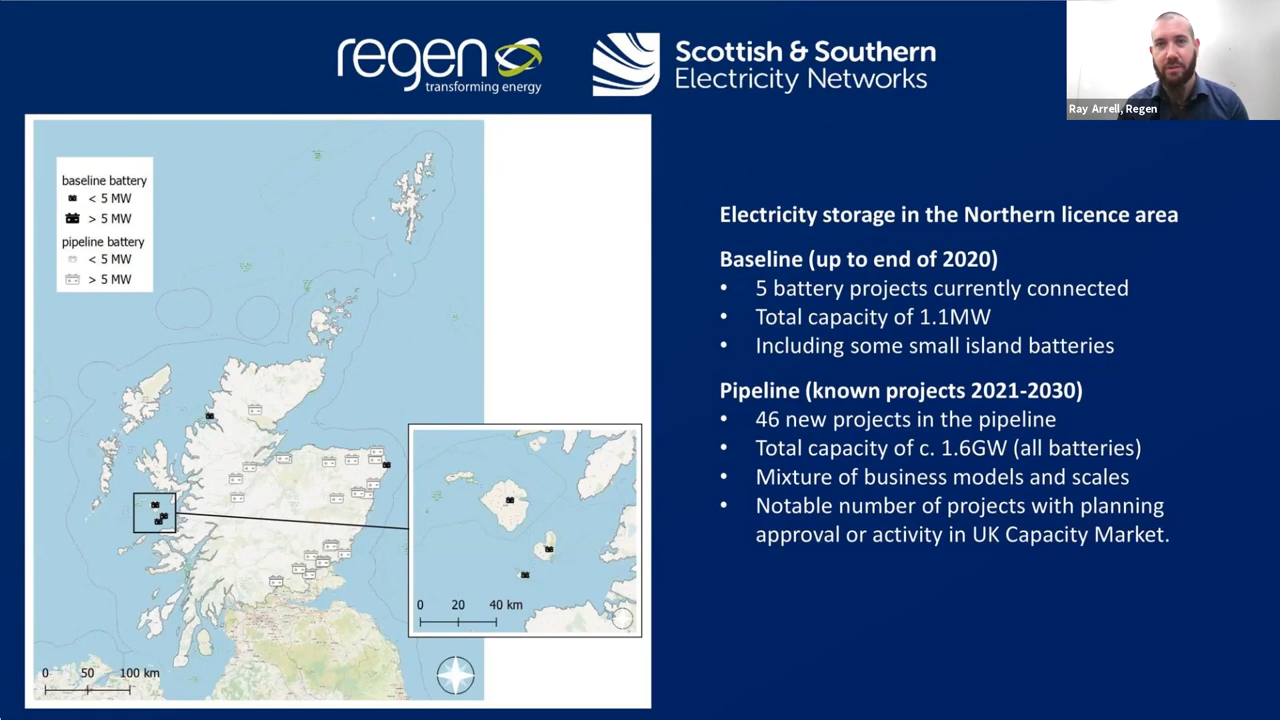 regen
transforming energy
Scottish & Southern
Electricity Networks
Ray Arrell, Regen
baseline battery
< 5 MW
> 5 MW
pipeline battery
< 5 MW
> 5 MW
0 20 40 km
0 50 100 km
Electricity storage in the Northern licence area
Baseline (up to end of 2020)
• 5 battery projects currently connected
• Total capacity of 1.1MW
• Including some small island batteries
Pipeline (known projects 2021-2030)
• 46 new projects in the pipeline
• Total capacity of c. 1.6GW (all batteries)
• Mixture of business models and scales
• Notable number of projects with planning
approval or activity in UK Capacity Market.